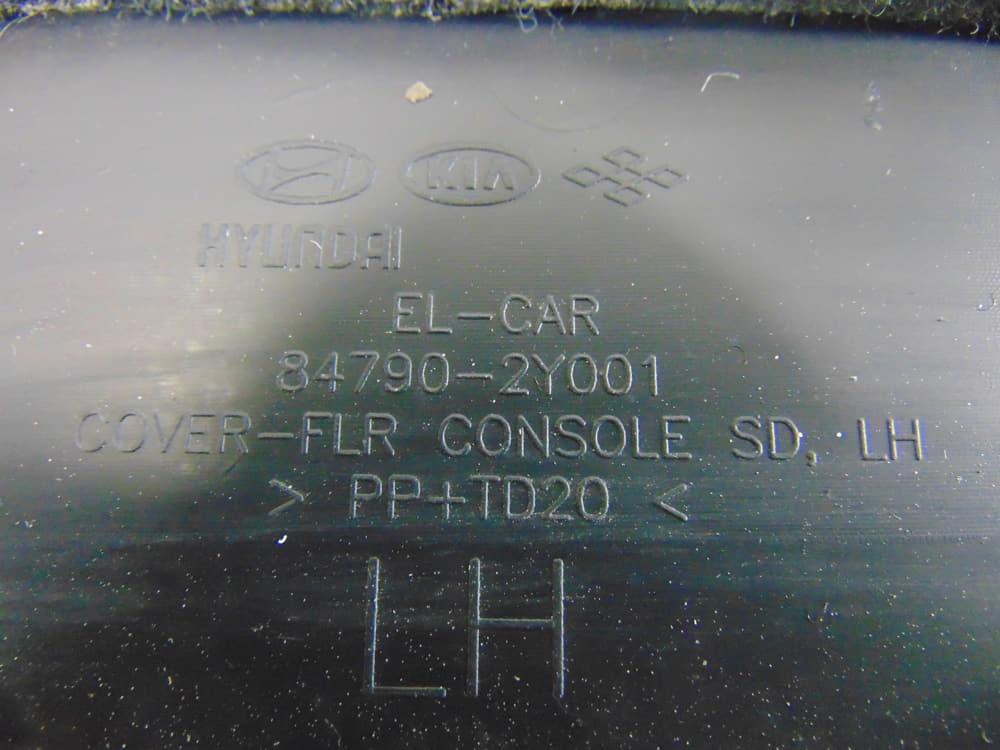 KIA
HYUNDAI
EL-CAR
84790-2Y001
COVER-FLR CONSOLE SD, LH
> PP+TD20 <
LH